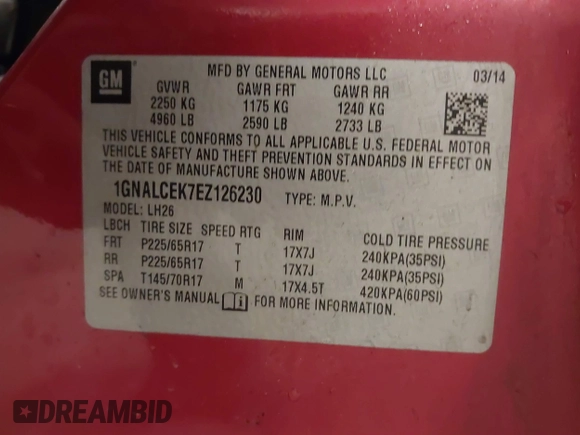 GM
MFD BY GENERAL MOTORS LLC 03/14
GVWR GAWR FRT GAWR RR
2250 KG 1175 KG 1240 KG
4960 LB 2590 LB 2733 LB
THIS VEHICLE CONFORMS TO ALL APPLICABLE U.S. FEDERAL MOTOR
VEHICLE SAFETY AND THEFT PREVENTION STANDARDS IN EFFECT ON
THE DATE OF MANUFACTURE SHOWN ABOVE.
1GNALCEK7EZ126230 TYPE: M.P.V.
MODEL: LH26
LBCH TIRE SIZE SPEED RTG RIM COLD TIRE PRESSURE
FRT P225/65R17 T 17X7J 240KPA(35PSI)
RR P225/65R17 T 17X7J 240KPA(35PSI)
SPA T145/70R17 M 17X4.5T 420KPA(60PSI)
SEE OWNER'S MANUAL i FOR MORE INFORMATION.
DREAMBID